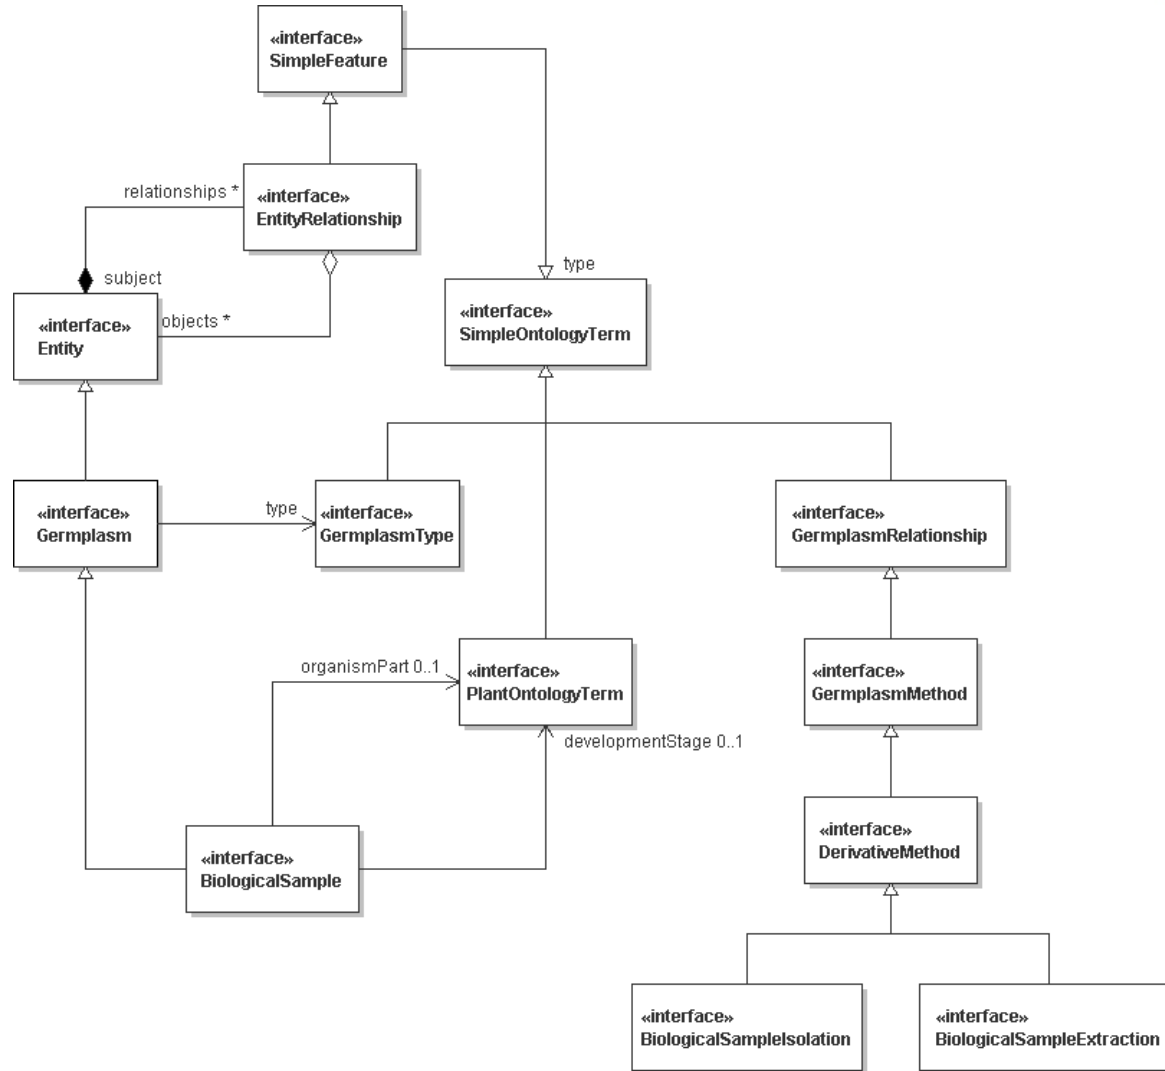 «interface»
SimpleFeature
relationships *
«interface»
EntityRelationship
subject
type
«interface»
Entity
objects *
«interface»
SimpleOntologyTerm
«interface»
Germplasm
type
«interface»
GermplasmType
«interface»
GermplasmRelationship
organismPart 0..1
«interface»
PlantOntologyTerm
«interface»
GermplasmMethod
developmentStage 0..1
«interface»
BiologicalSample
«interface»
DerivativeMethod
«interface»
BiologicalSampleIsolation
«interface»
BiologicalSampleExtraction